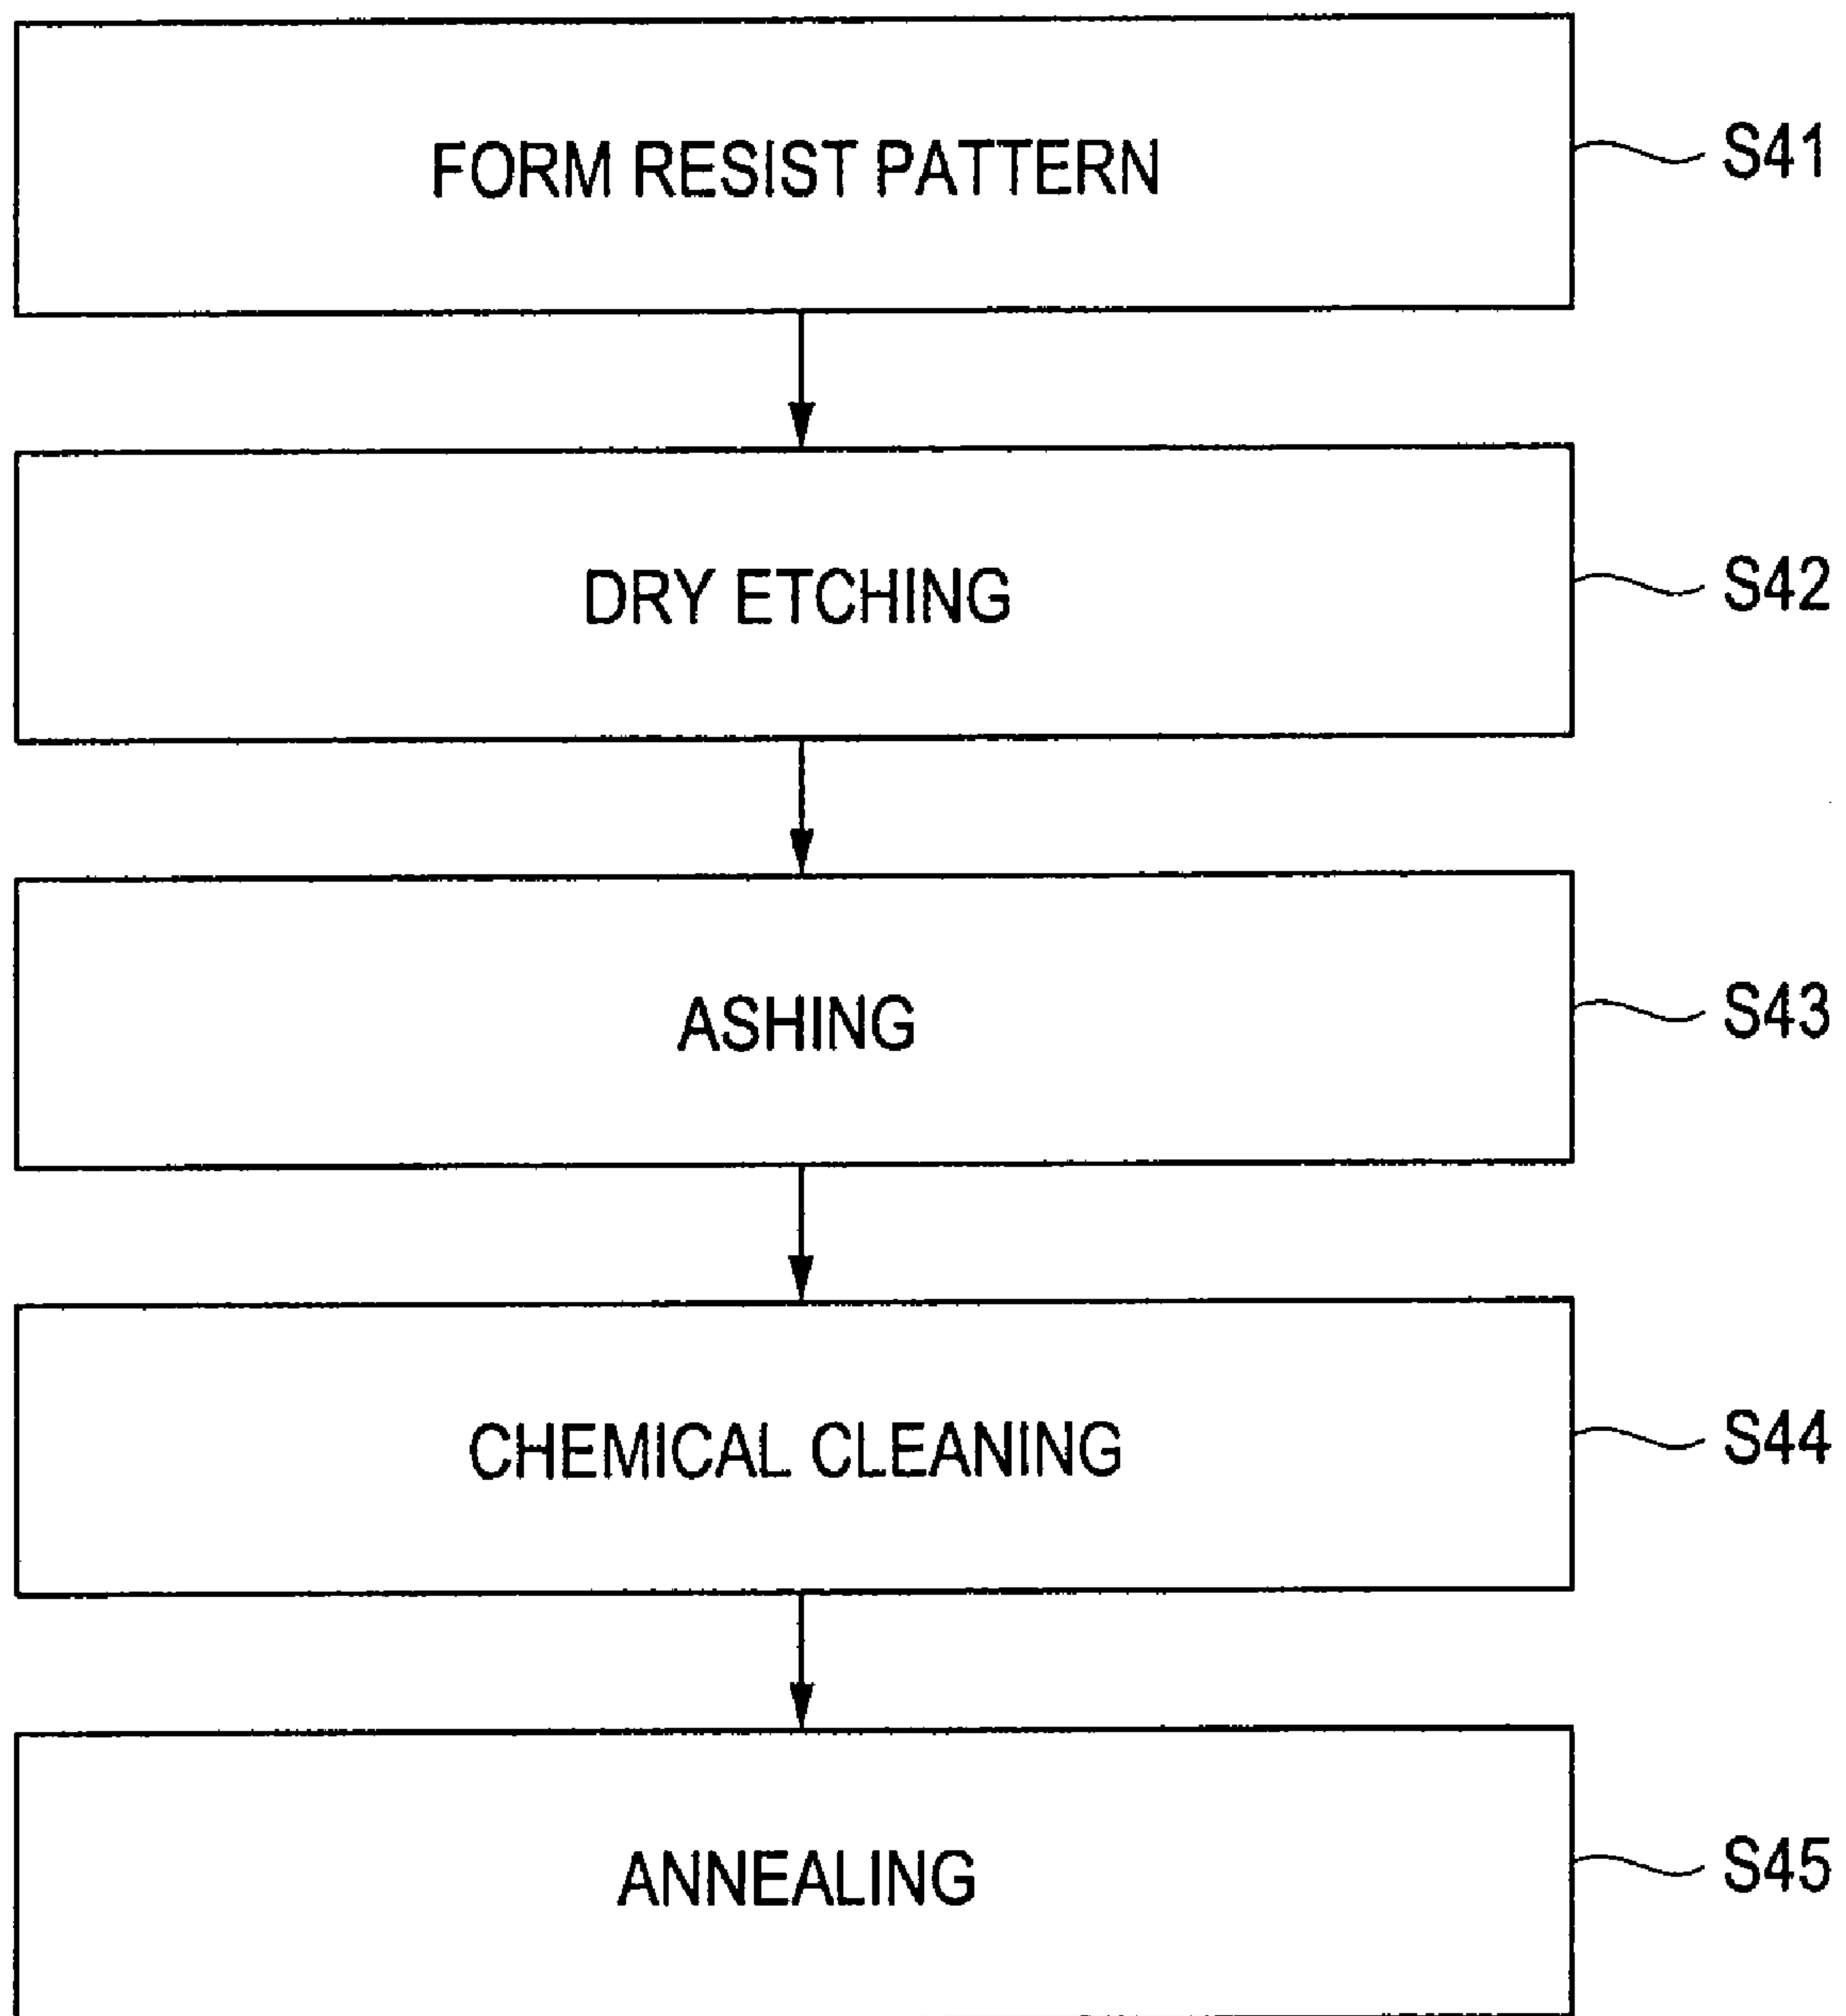 FORM RESIST PATTERN S41
DRY ETCHING S42
ASHING S43
CHEMICAL CLEANING S44
ANNEALING S45